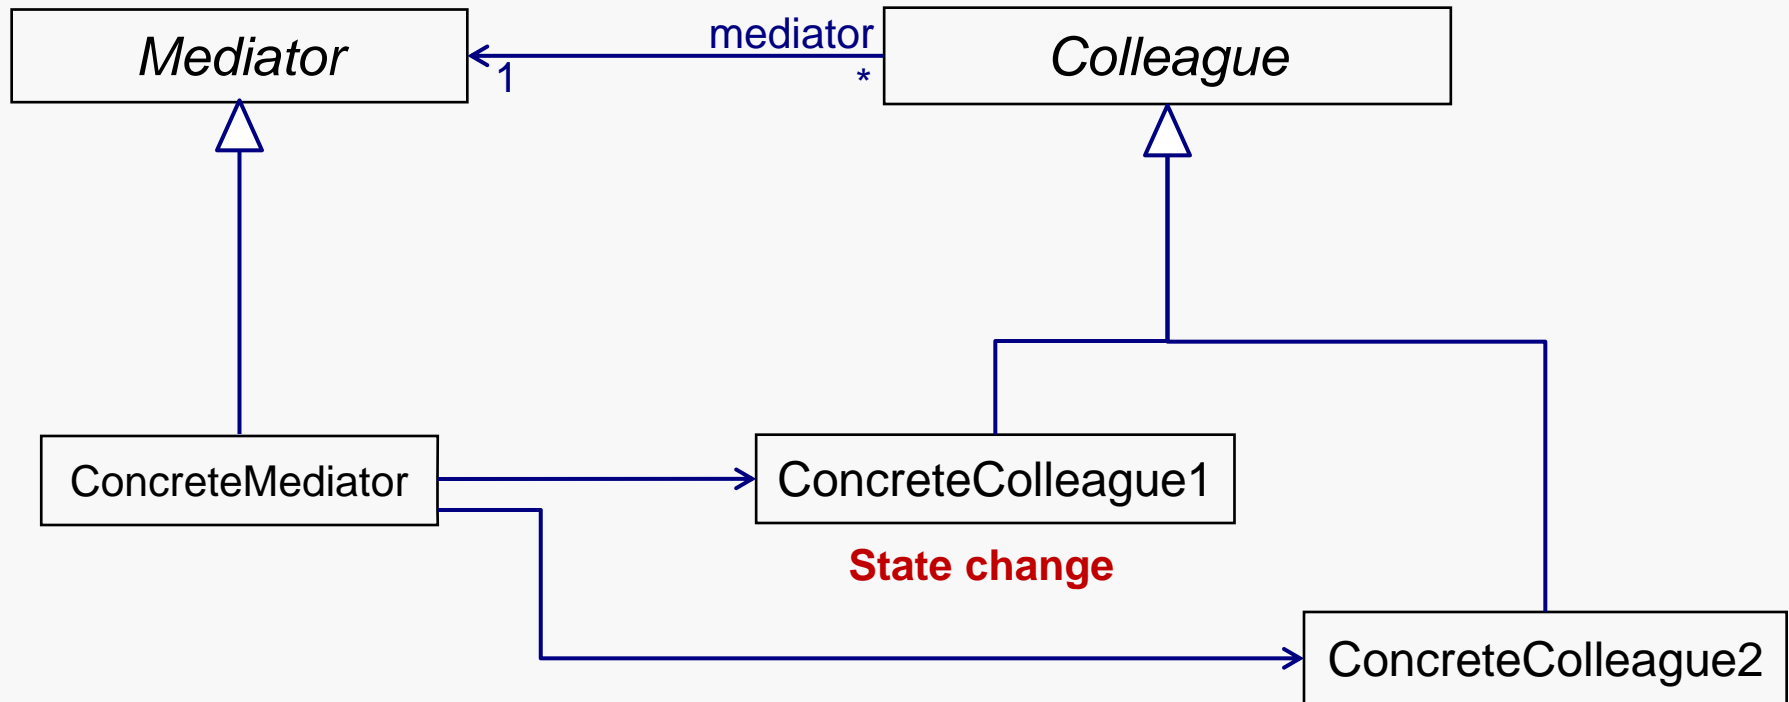 Mediator
mediator
1
*
Colleague
ConcreteMediator
ConcreteColleague1
State change
ConcreteColleague2